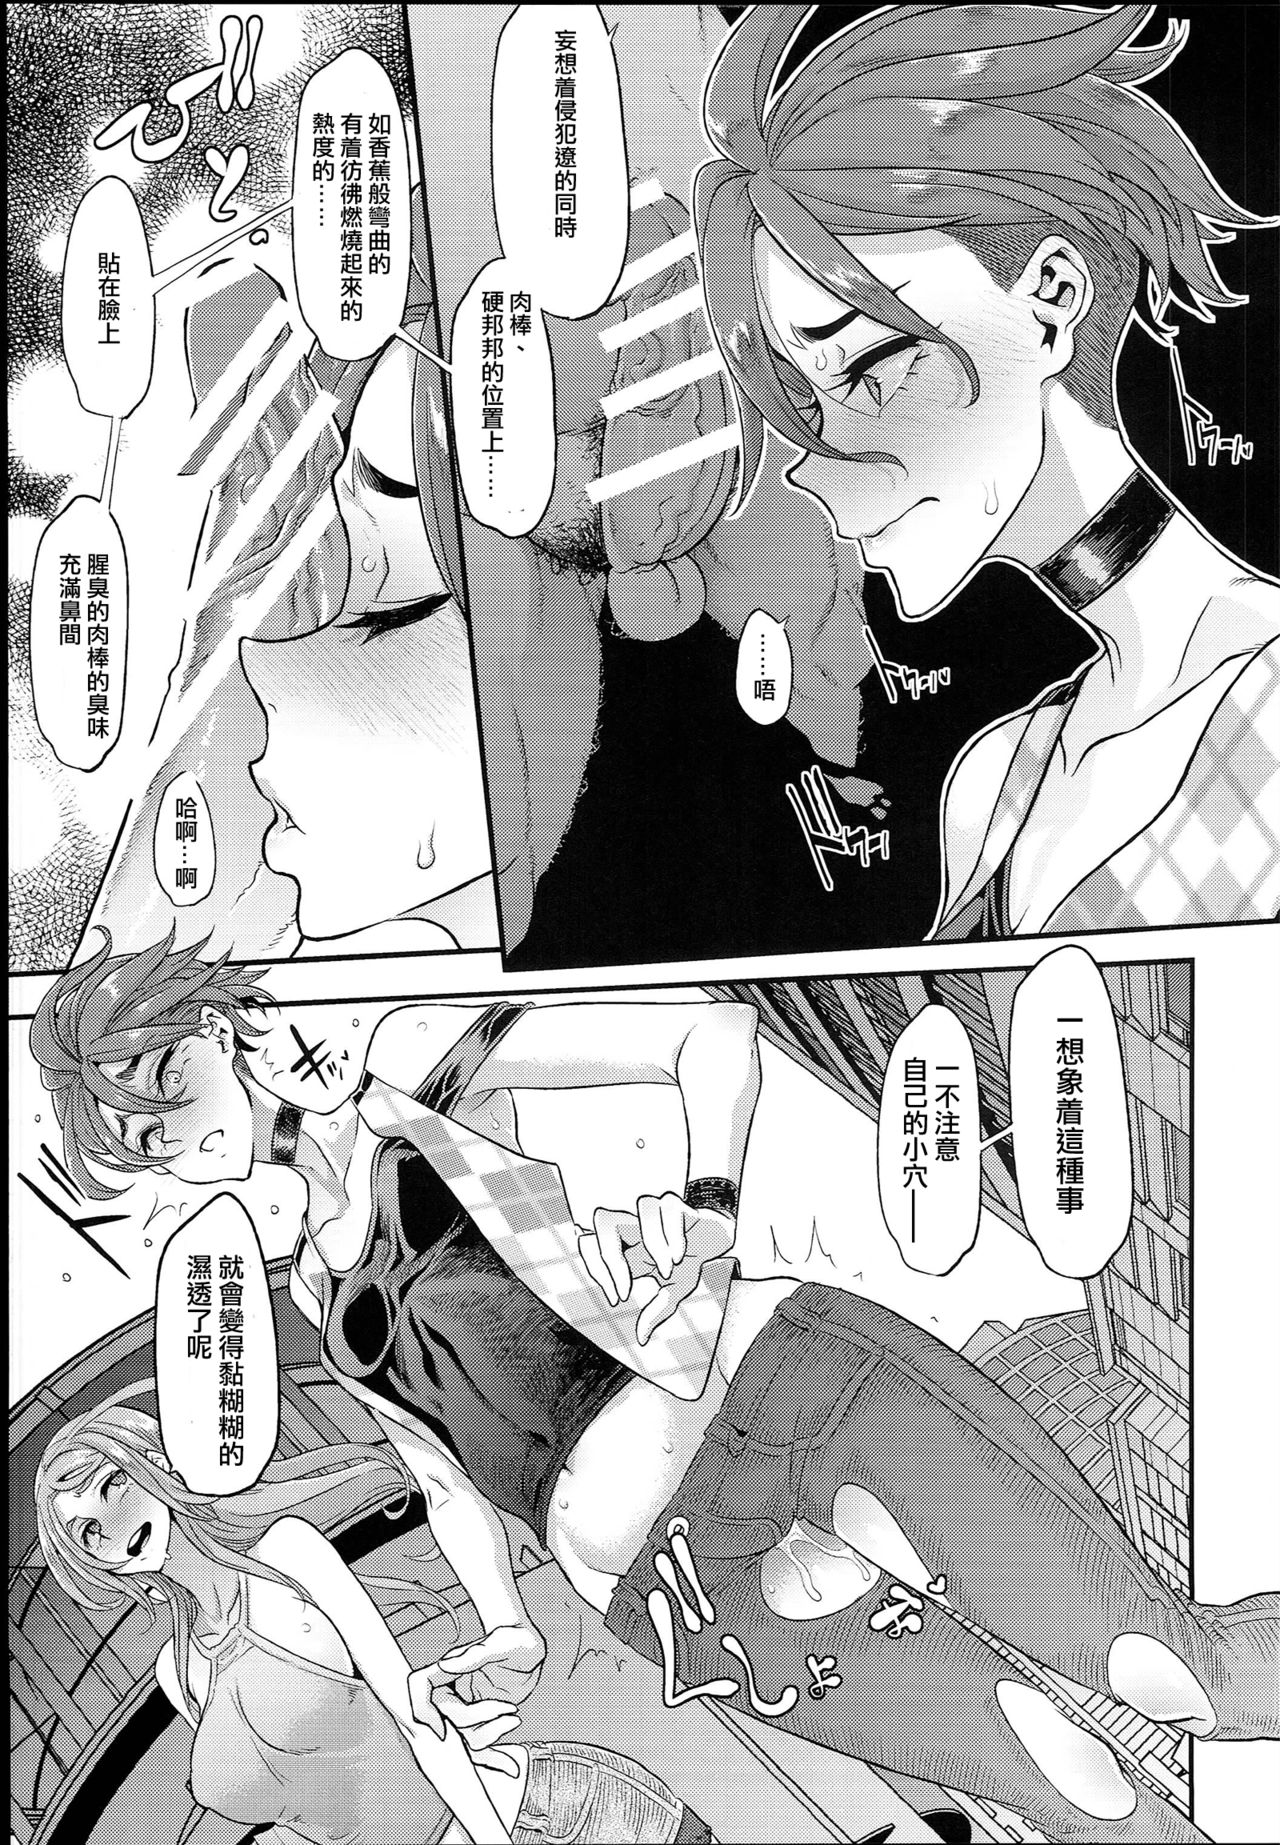 妄想着侵犯遼的同時
肉棒、
硬邦邦的位置上……
如香蕉般彎曲的
有着彷彿燃燒起來的
熱度的……
貼在臉上
腥臭的肉棒的臭味
充滿鼻間
……唔
哈啊…啊
一想象着這種事
一不注意
自己的小穴——
就會變得黏糊糊的
濕透了呢